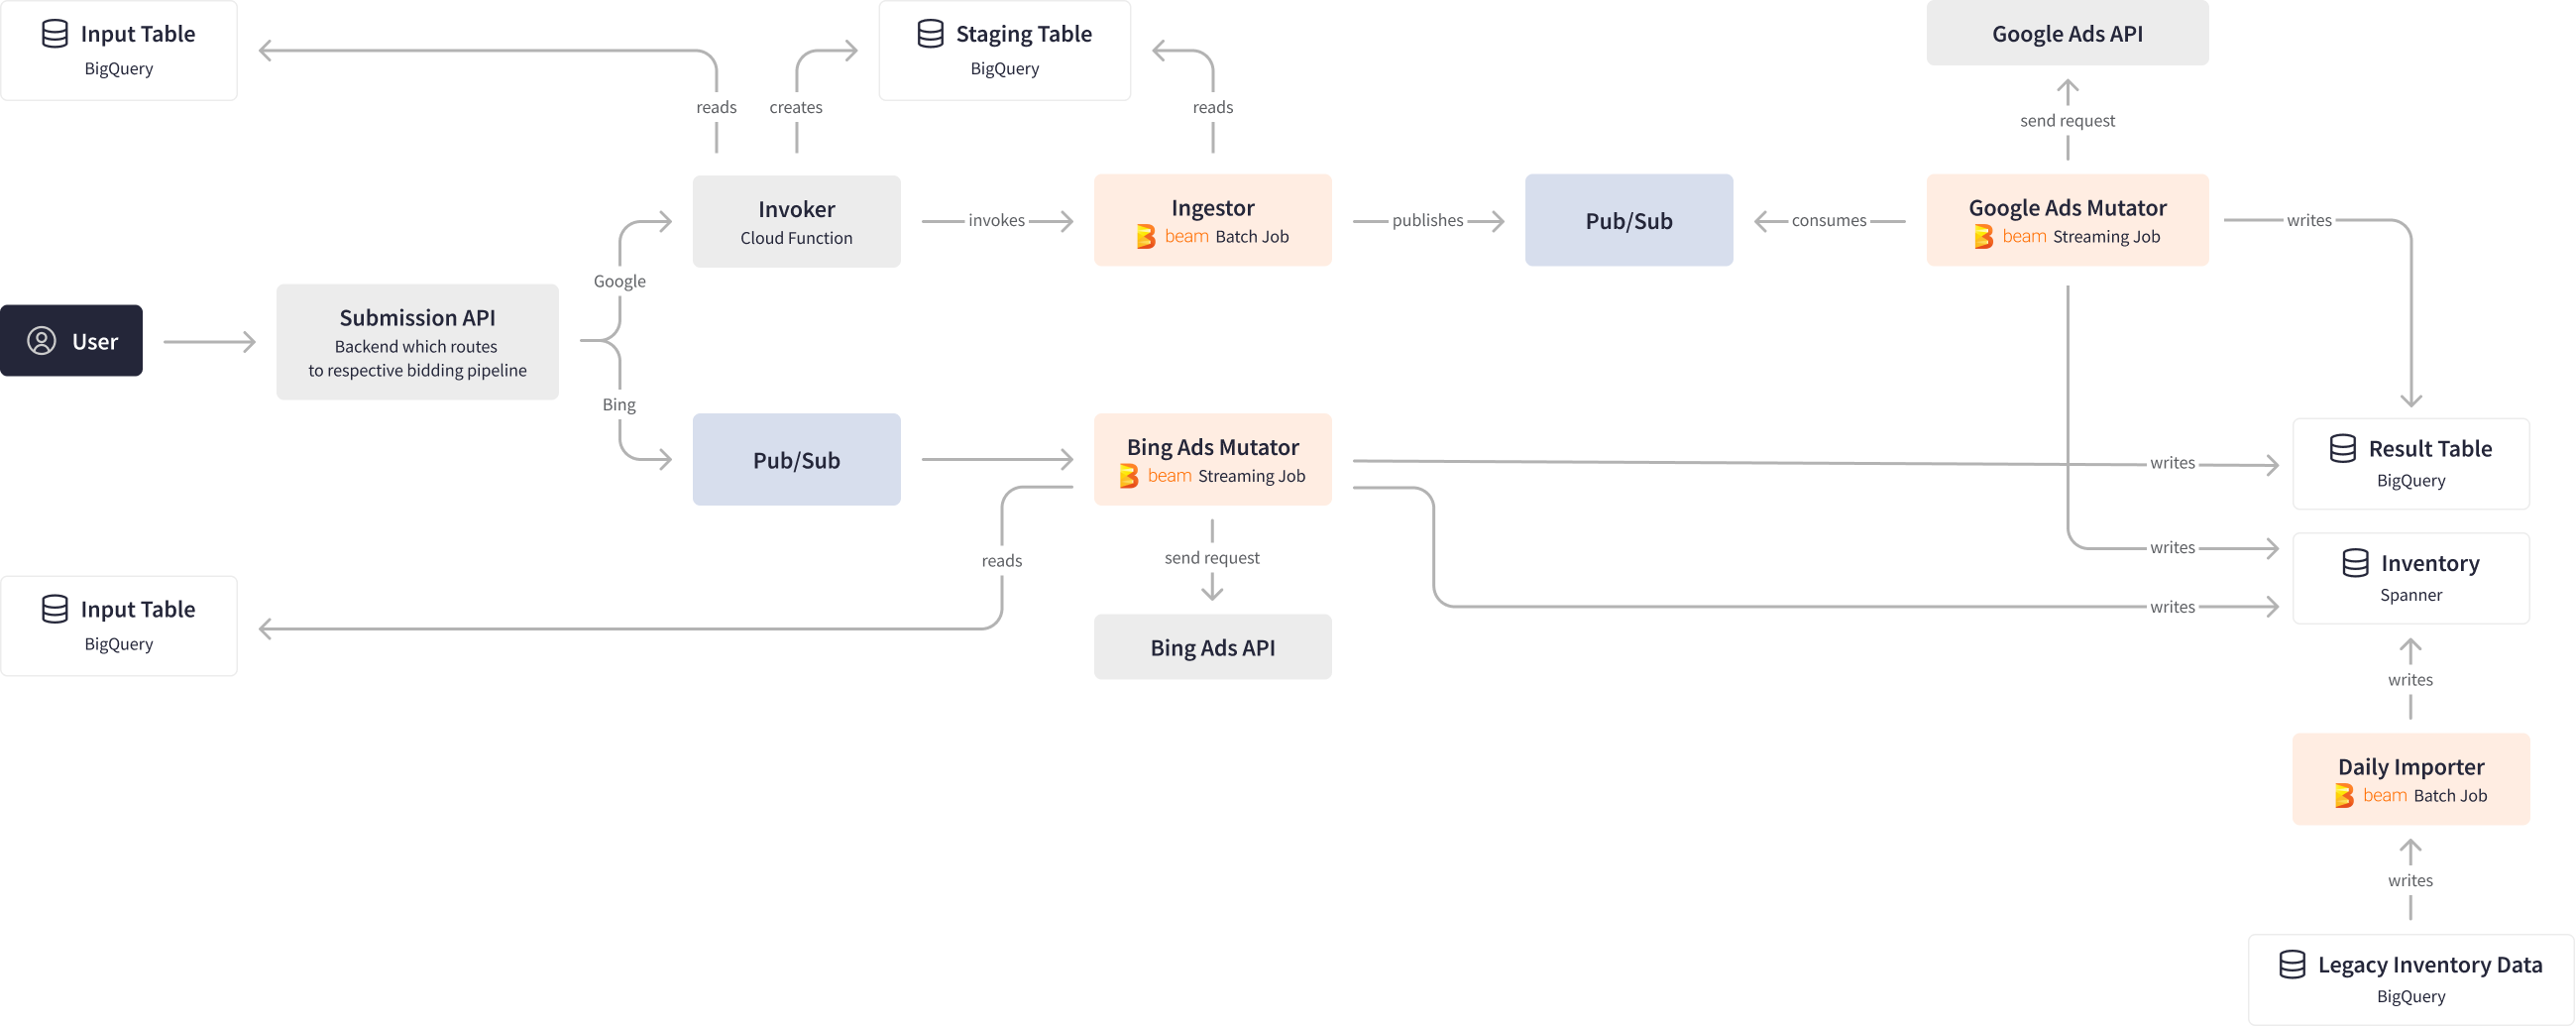 Input Table
BigQuery
Staging Table
BigQuery
Google Ads API
reads
creates
reads
send request
Invoker
Cloud Function
invokes
Ingestor
beam Batch Job
publishes
Pub/Sub
consumes
Google Ads Mutator
beam Streaming Job
writes
Google
User
Submission API
Backend which routes
to respective bidding pipeline
Bing
Pub/Sub
Bing Ads Mutator
beam Streaming Job
writes
Result Table
BigQuery
reads
send request
writes
Inventory
Spanner
writes
Input Table
BigQuery
Bing Ads API
writes
Daily Importer
beam Batch Job
writes
Legacy Inventory Data
BigQuery